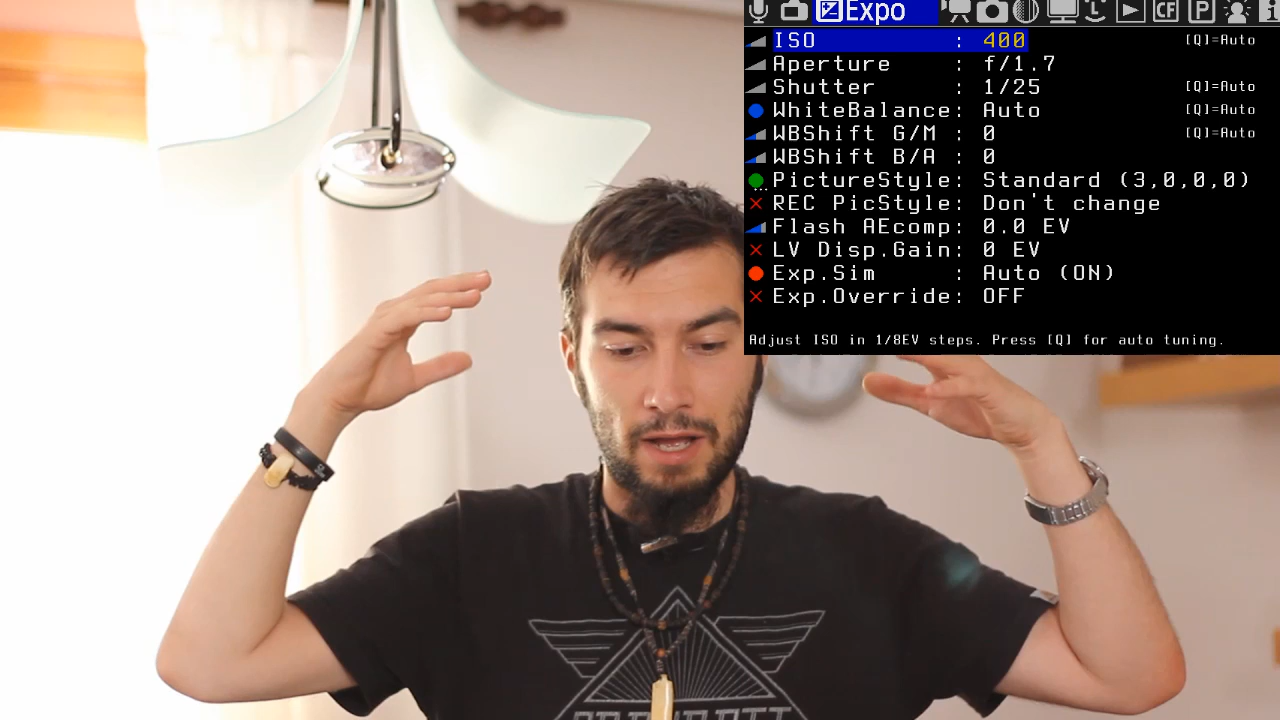 Expo CF P i
ISO : 400 [Q]=Auto
Aperture : f/1.7
Shutter : 1/25 [Q]=Auto
WhiteBalance: Auto [Q]=Auto
WBShift G/M : 0 [Q]=Auto
WBShift B/A : 0
PictureStyle: Standard (3,0,0,0)
REC PicStyle: Don't change
Flash AEcomp: 0.0 EV
LV Disp.Gain: 0 EV
Exp.Sim : Auto (ON)
Exp.Override: OFF
Adjust ISO in 1/8EV steps. Press [Q] for auto tuning.